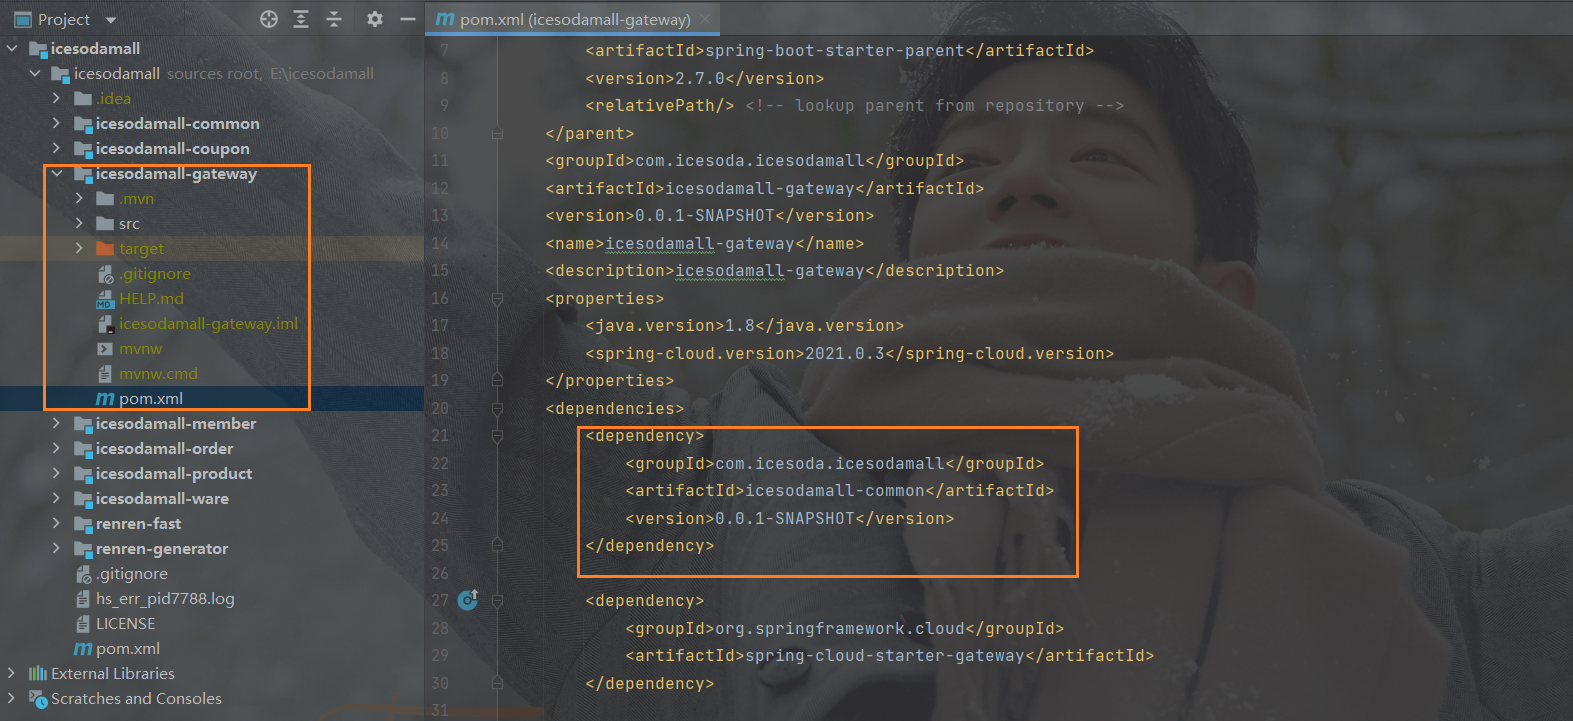 Project
icesodamall
icesodamall sources root, E:\icesodamall
.idea
icesodamall-common
icesodamall-coupon
icesodamall-gateway
.mvn
src
target
.gitignore
HELP.md
icesodamall-gateway.iml
mvnw
mvnw.cmd
pom.xml
icesodamall-member
icesodamall-order
icesodamall-product
icesodamall-ware
renren-fast
renren-generator
.gitignore
hs_err_pid7788.log
LICENSE
pom.xml
External Libraries
Scratches and Consoles
pom.xml (icesodamall-gateway)
7 <artifactId>spring-boot-starter-parent</artifactId>
8 <version>2.7.0</version>
9 <relativePath/> <!-- lookup parent from repository -->
10 </parent>
11 <groupId>com.icesoda.icesodamall</groupId>
12 <artifactId>icesodamall-gateway</artifactId>
13 <version>0.0.1-SNAPSHOT</version>
14 <name>icesodamall-gateway</name>
15 <description>icesodamall-gateway</description>
16 <properties>
17 <java.version>1.8</java.version>
18 <spring-cloud.version>2021.0.3</spring-cloud.version>
19 </properties>
20 <dependencies>
21 <dependency>
22 <groupId>com.icesoda.icesodamall</groupId>
23 <artifactId>icesodamall-common</artifactId>
24 <version>0.0.1-SNAPSHOT</version>
25 </dependency>
26
27 <dependency>
28 <groupId>org.springframework.cloud</groupId>
29 <artifactId>spring-cloud-starter-gateway</artifactId>
30 </dependency>
31